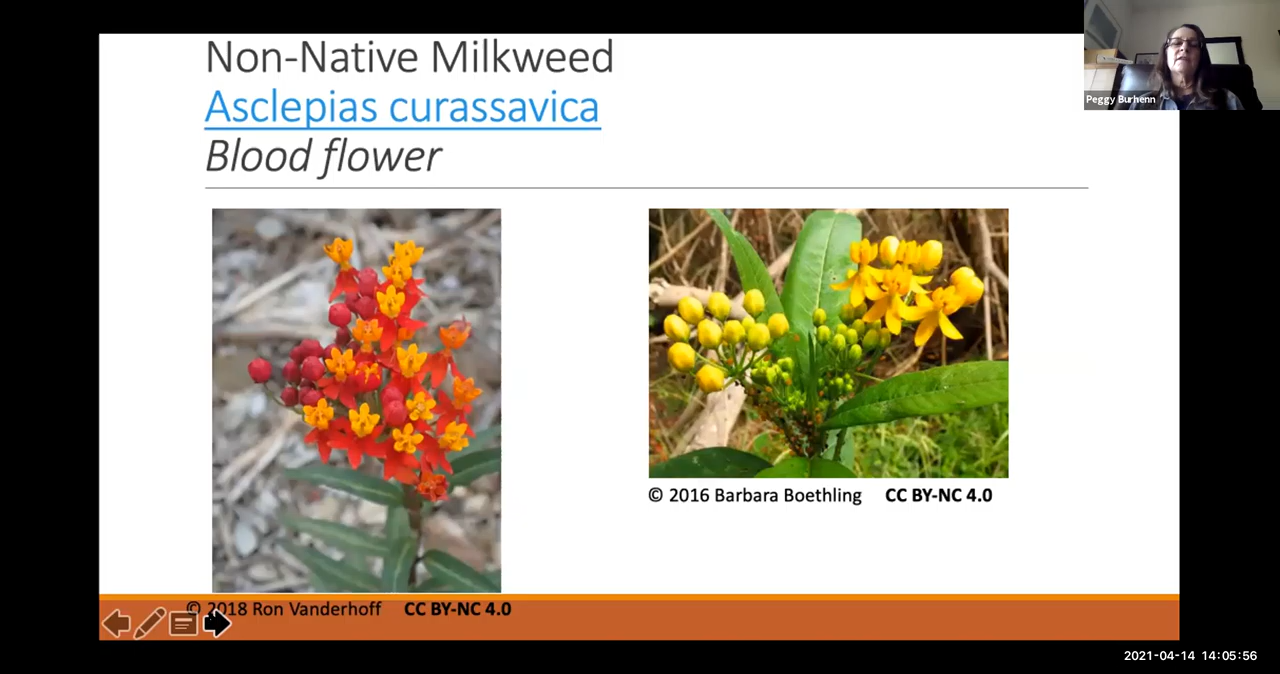 Non-Native Milkweed
Asclepias curassavica
Blood flower
Peggy Burhenn
© 2016 Barbara Boethling CC BY-NC 4.0
© 2018 Ron Vanderhoff CC BY-NC 4.0
2021-04-14 14:05:56